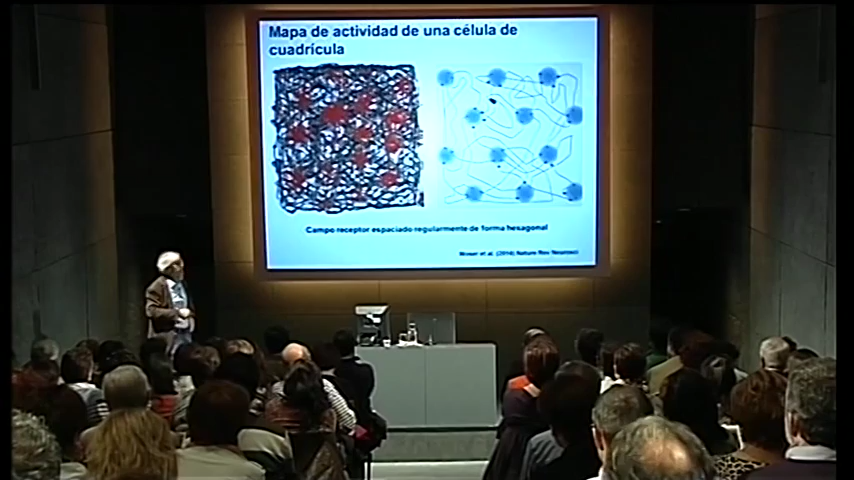 Mapa de actividad de una célula de
cuadrícula
Campo receptor espaciado regularmente de forma hexagonal
Moser et al. (2014) Nature Rev Neurosci